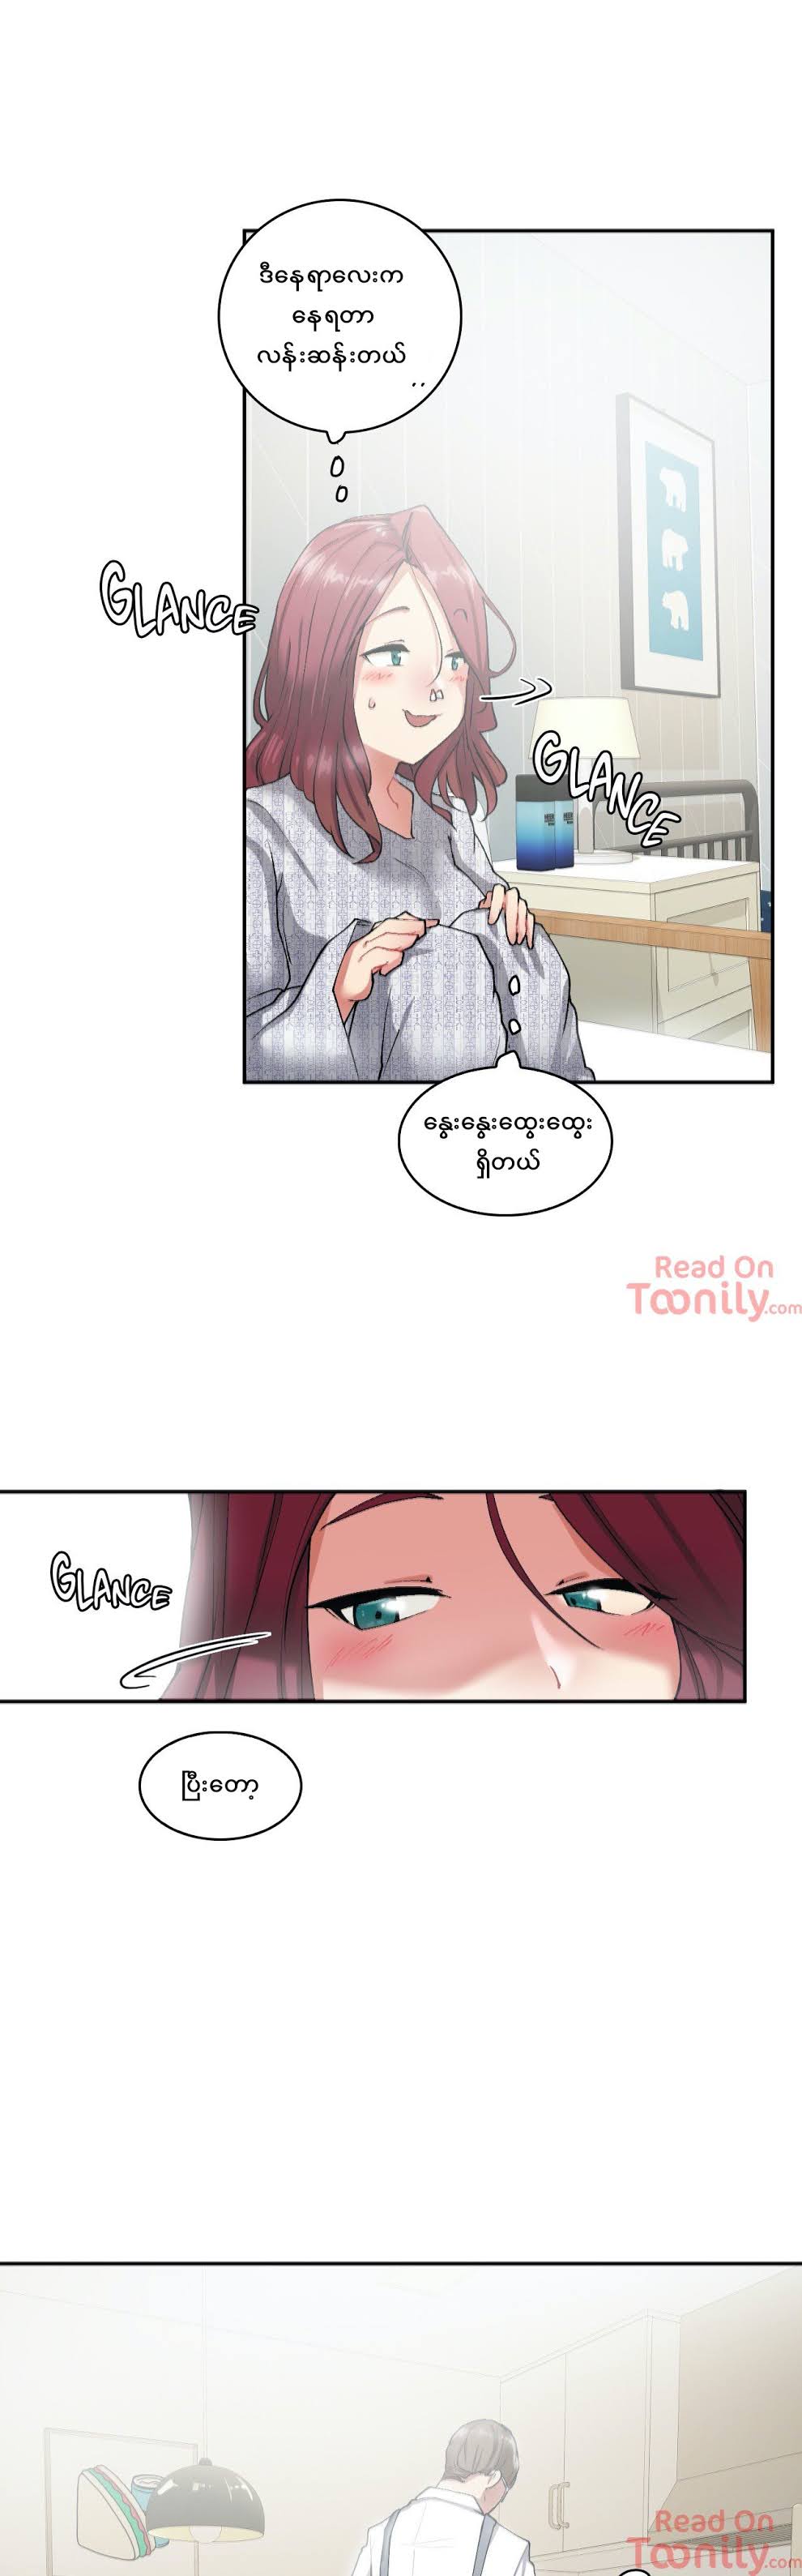 ဒီနေရာလေးက
နေရတာ
လန်းဆန်းတယ်
..
GLANCE
GLANCE
နွေးနွေးထွေးထွေး
ရှိတယ်
Read On
Toonily.com
GLANCE
ပြီးတော့
Read On
Toonily.com